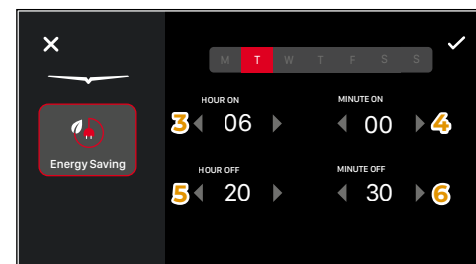 M T W T F S S
HOUR ON MINUTE ON
3 06 00 4
HOUR OFF MINUTE OFF
5 20 30 6
Energy Saving